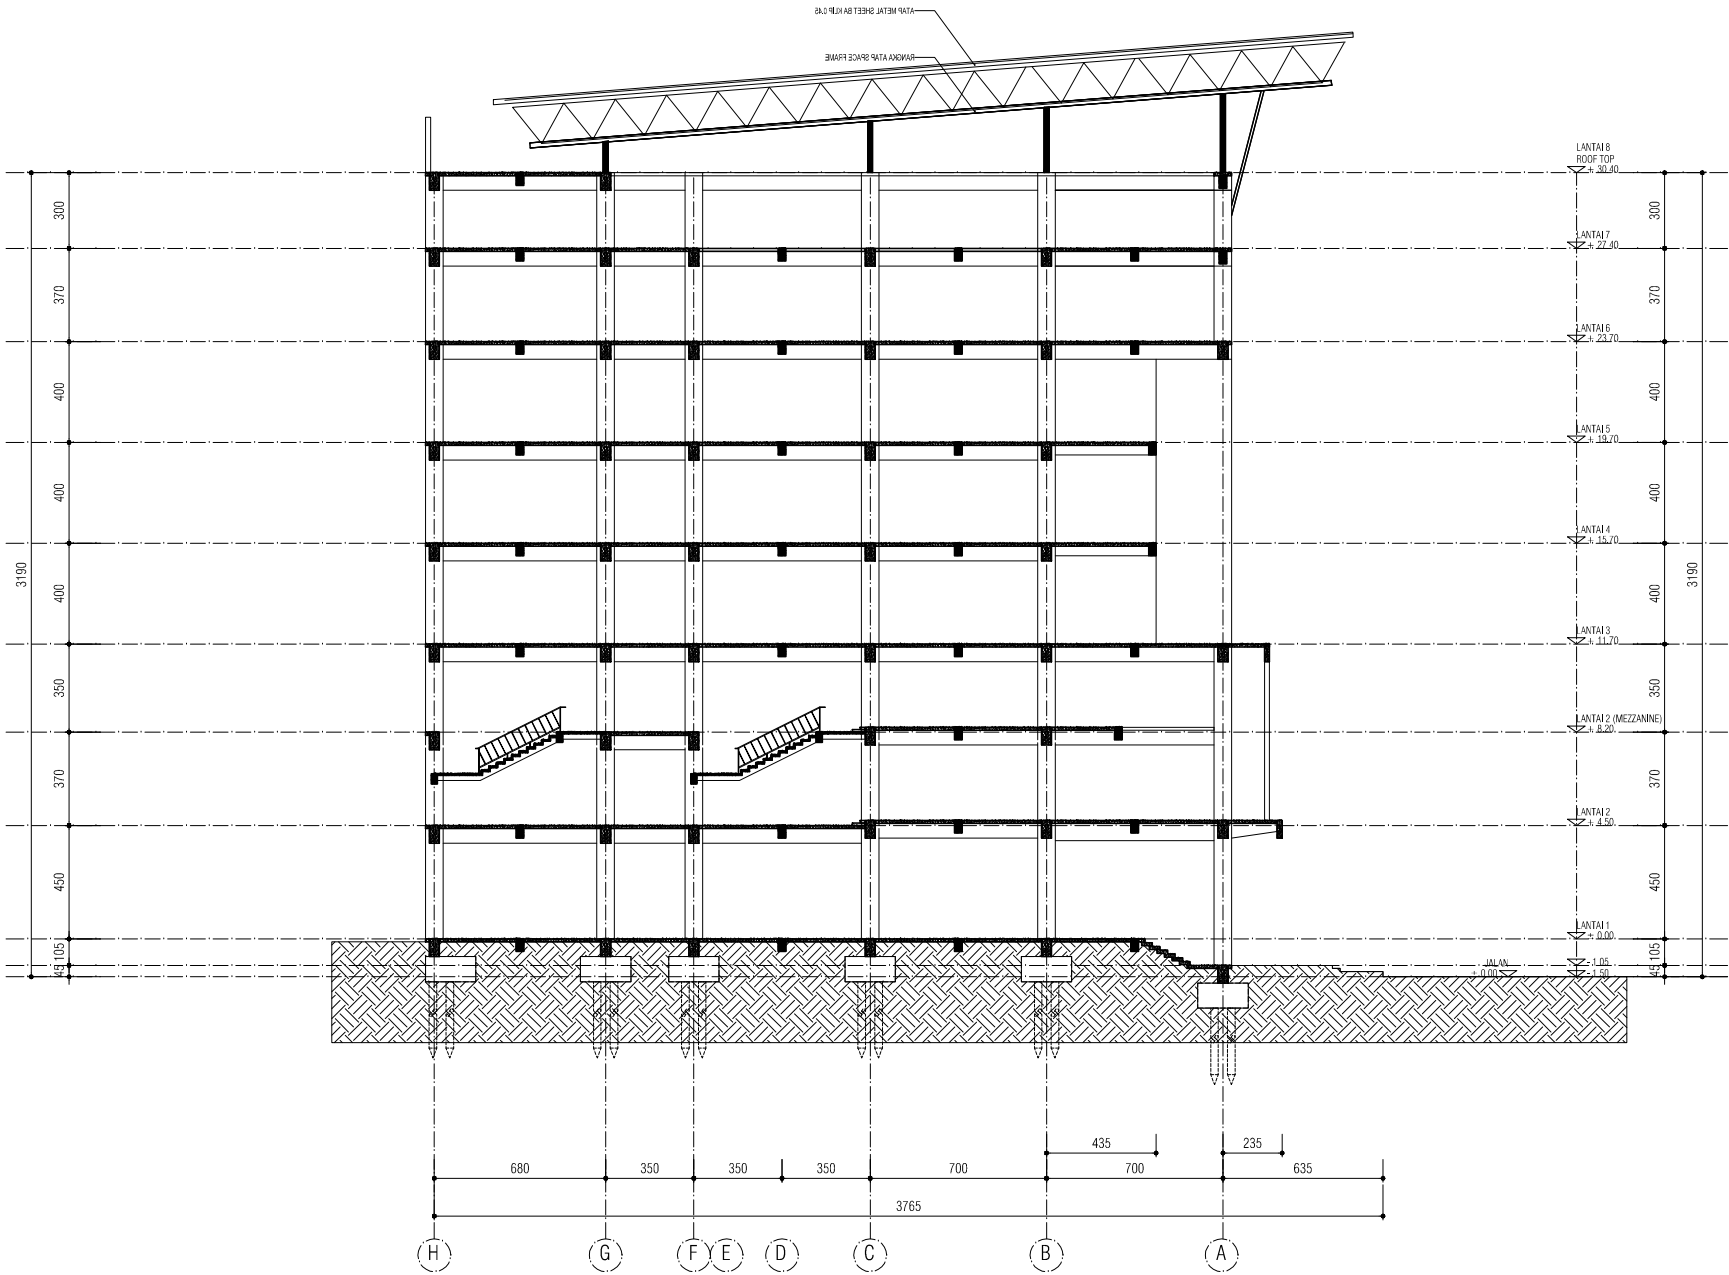 ATAP METAL SHEET BA KLIP 0.45
RANGKA ATAP SPACE FRAME
LANTAI 8
ROOF TOP
+ 30.40
300
300
LANTAI 7
+ 27.40
370
370
LANTAI 6
+ 23.70
400
400
LANTAI 5
+ 19.70
400
400
LANTAI 4
+ 15.70
3190
400
400
3190
LANTAI 3
+ 11.70
350
350
LANTAI 2 (MEZZANINE)
+ 8.20
370
370
LANTAI 2
+ 4.50
450
450
LANTAI 1
+ 0.00
105
105
- 1.05
45
45
JALAN
+ 0.00
- 1.50
435
235
680
350
350
350
700
700
635
3765
H
G
F
E
D
C
B
A